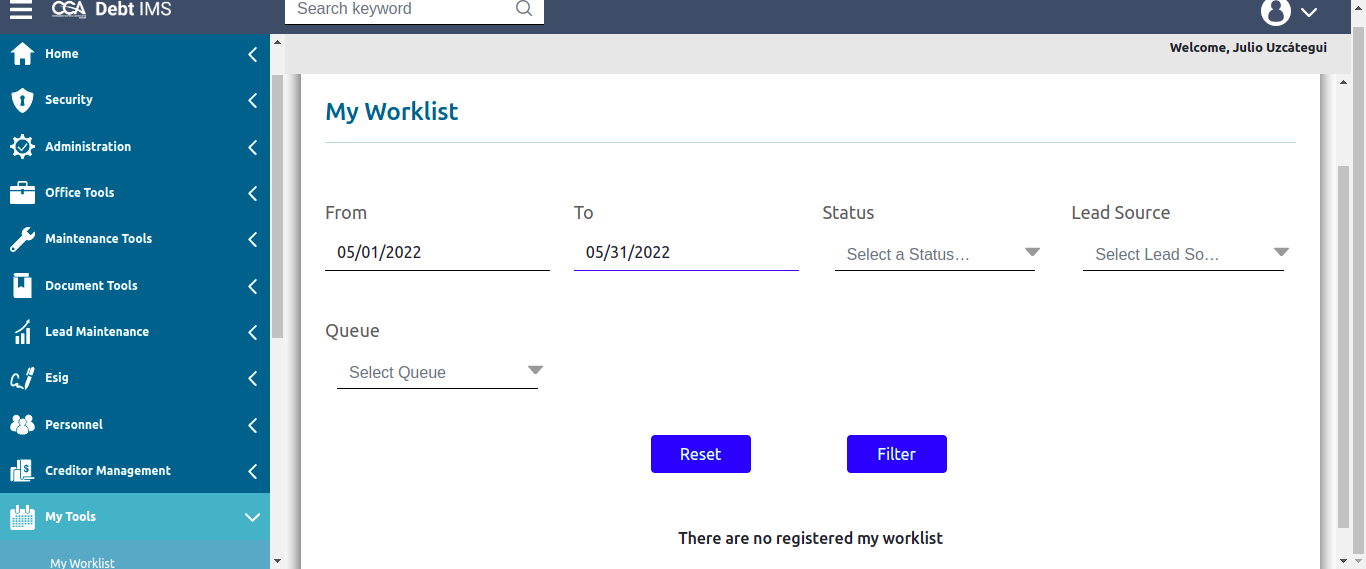 CGA Debt IMS
Search keyword
Welcome, Julio Uzcátegui
Home
Security
Administration
Office Tools
Maintenance Tools
Document Tools
Lead Maintenance
Esig
Personnel
Creditor Management
My Tools
My Worklist
My Worklist
From To Status Lead Source
05/01/2022 05/31/2022 Select a Status... Select Lead So...
Queue
Select Queue
Reset Filter
There are no registered my worklist